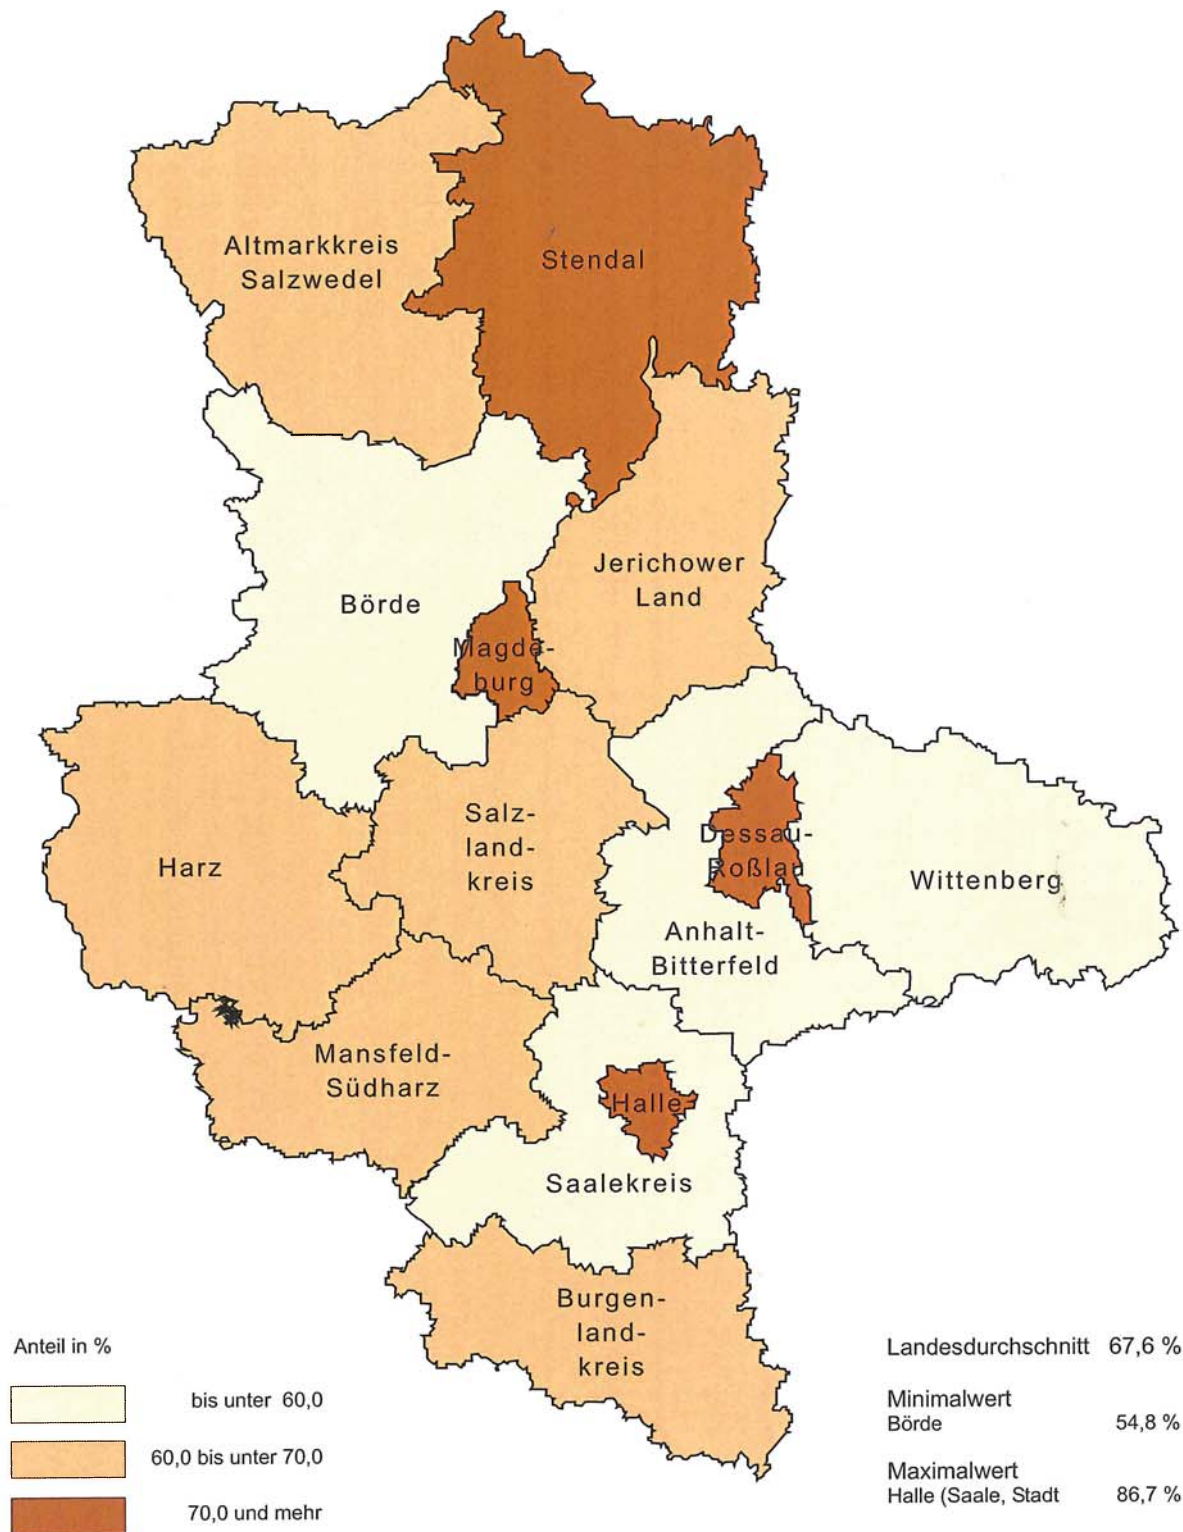 Altmarkkreis
Salzwedel
Stendal
Jerichower
Land
Börde
Magde-
burg
Salz-
land-
kreis
Harz
Dessau-
Roßlau
Wittenberg
Anhalt-
Bitterfeld
Mansfeld-
Südharz
Halle
Saalekreis
Burgen-
land-
kreis
Anteil in %
bis unter 60,0
60,0 bis unter 70,0
70,0 und mehr
Landesdurchschnitt 67,6 %
Minimalwert
Börde 54,8 %
Maximalwert
Halle (Saale, Stadt 86,7 %